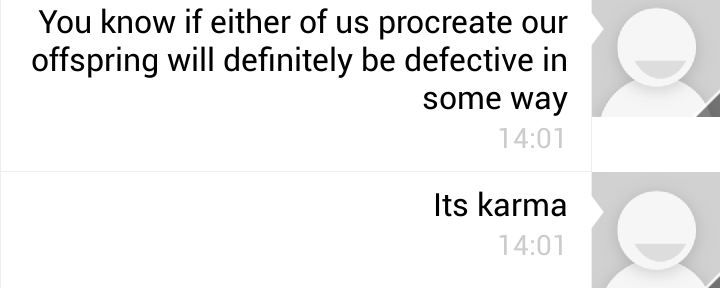 You know if either of us procreate our
offspring will definitely be defective in
some way
14:01
Its karma
14:01